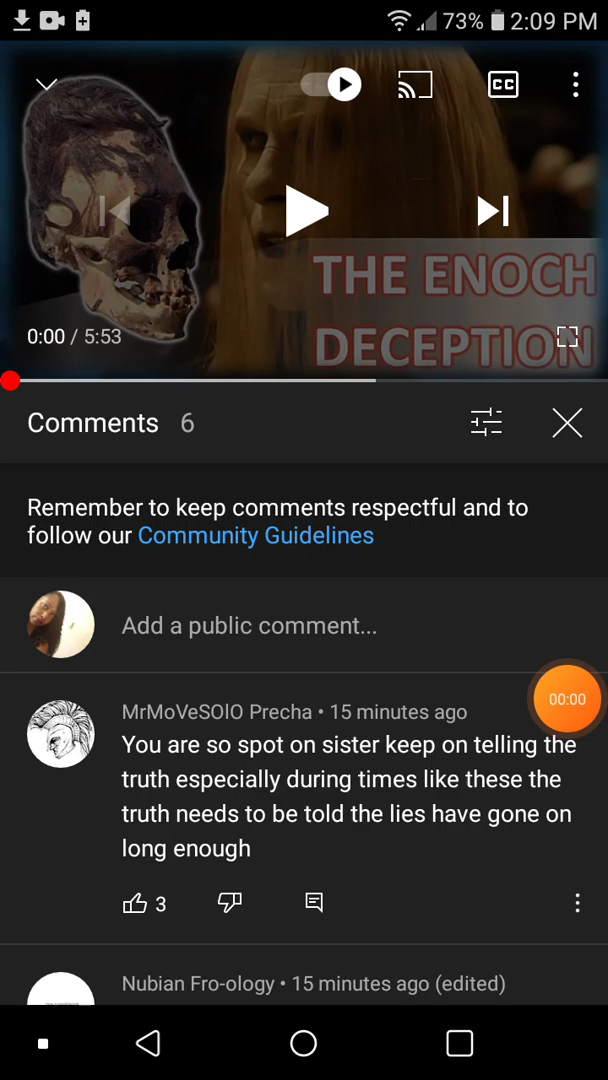 73% 2:09 PM
CC
THE ENOCH
DECEPTION
0:00 / 5:53
Comments 6
Remember to keep comments respectful and to
follow our Community Guidelines
Add a public comment...
00:00
MrMoVeSOlO Precha • 15 minutes ago
You are so spot on sister keep on telling the
truth especially during times like these the
truth needs to be told the lies have gone on
long enough
3
Nubian Fro-ology • 15 minutes ago (edited)